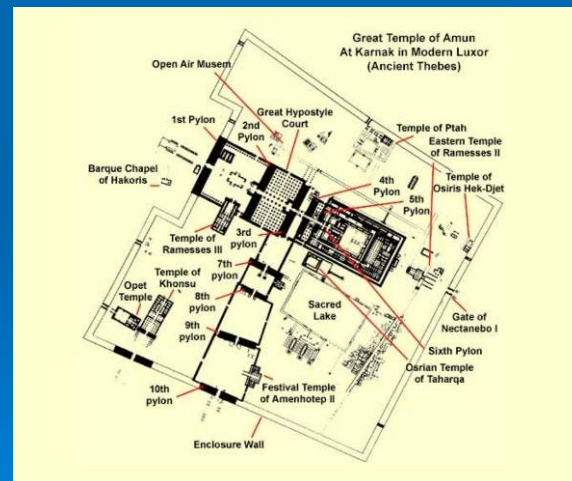 Great Temple of Amun
At Karnak in Modern Luxor
(Ancient Thebes)
Open Air Musem
1st Pylon
2nd
Pylon
Great Hypostyle
Court
Temple of Ptah
Eastern Temple
of Ramesses II
Temple of
Osiris Hek-Djet
Barque Chapel
of Hakoris
4th
Pylon
5th
Pylon
Temple of
Ramesses III
3rd
pylon
7th
pylon
Temple of
Khonsu
Opet
Temple
8th
pylon
9th
pylon
Sacred
Lake
Gate of
Nectanebo I
Sixth Pylon
Osrian Temple
of Taharqa
10th
pylon
Festival Temple
of Amenhotep II
Enclosure Wall